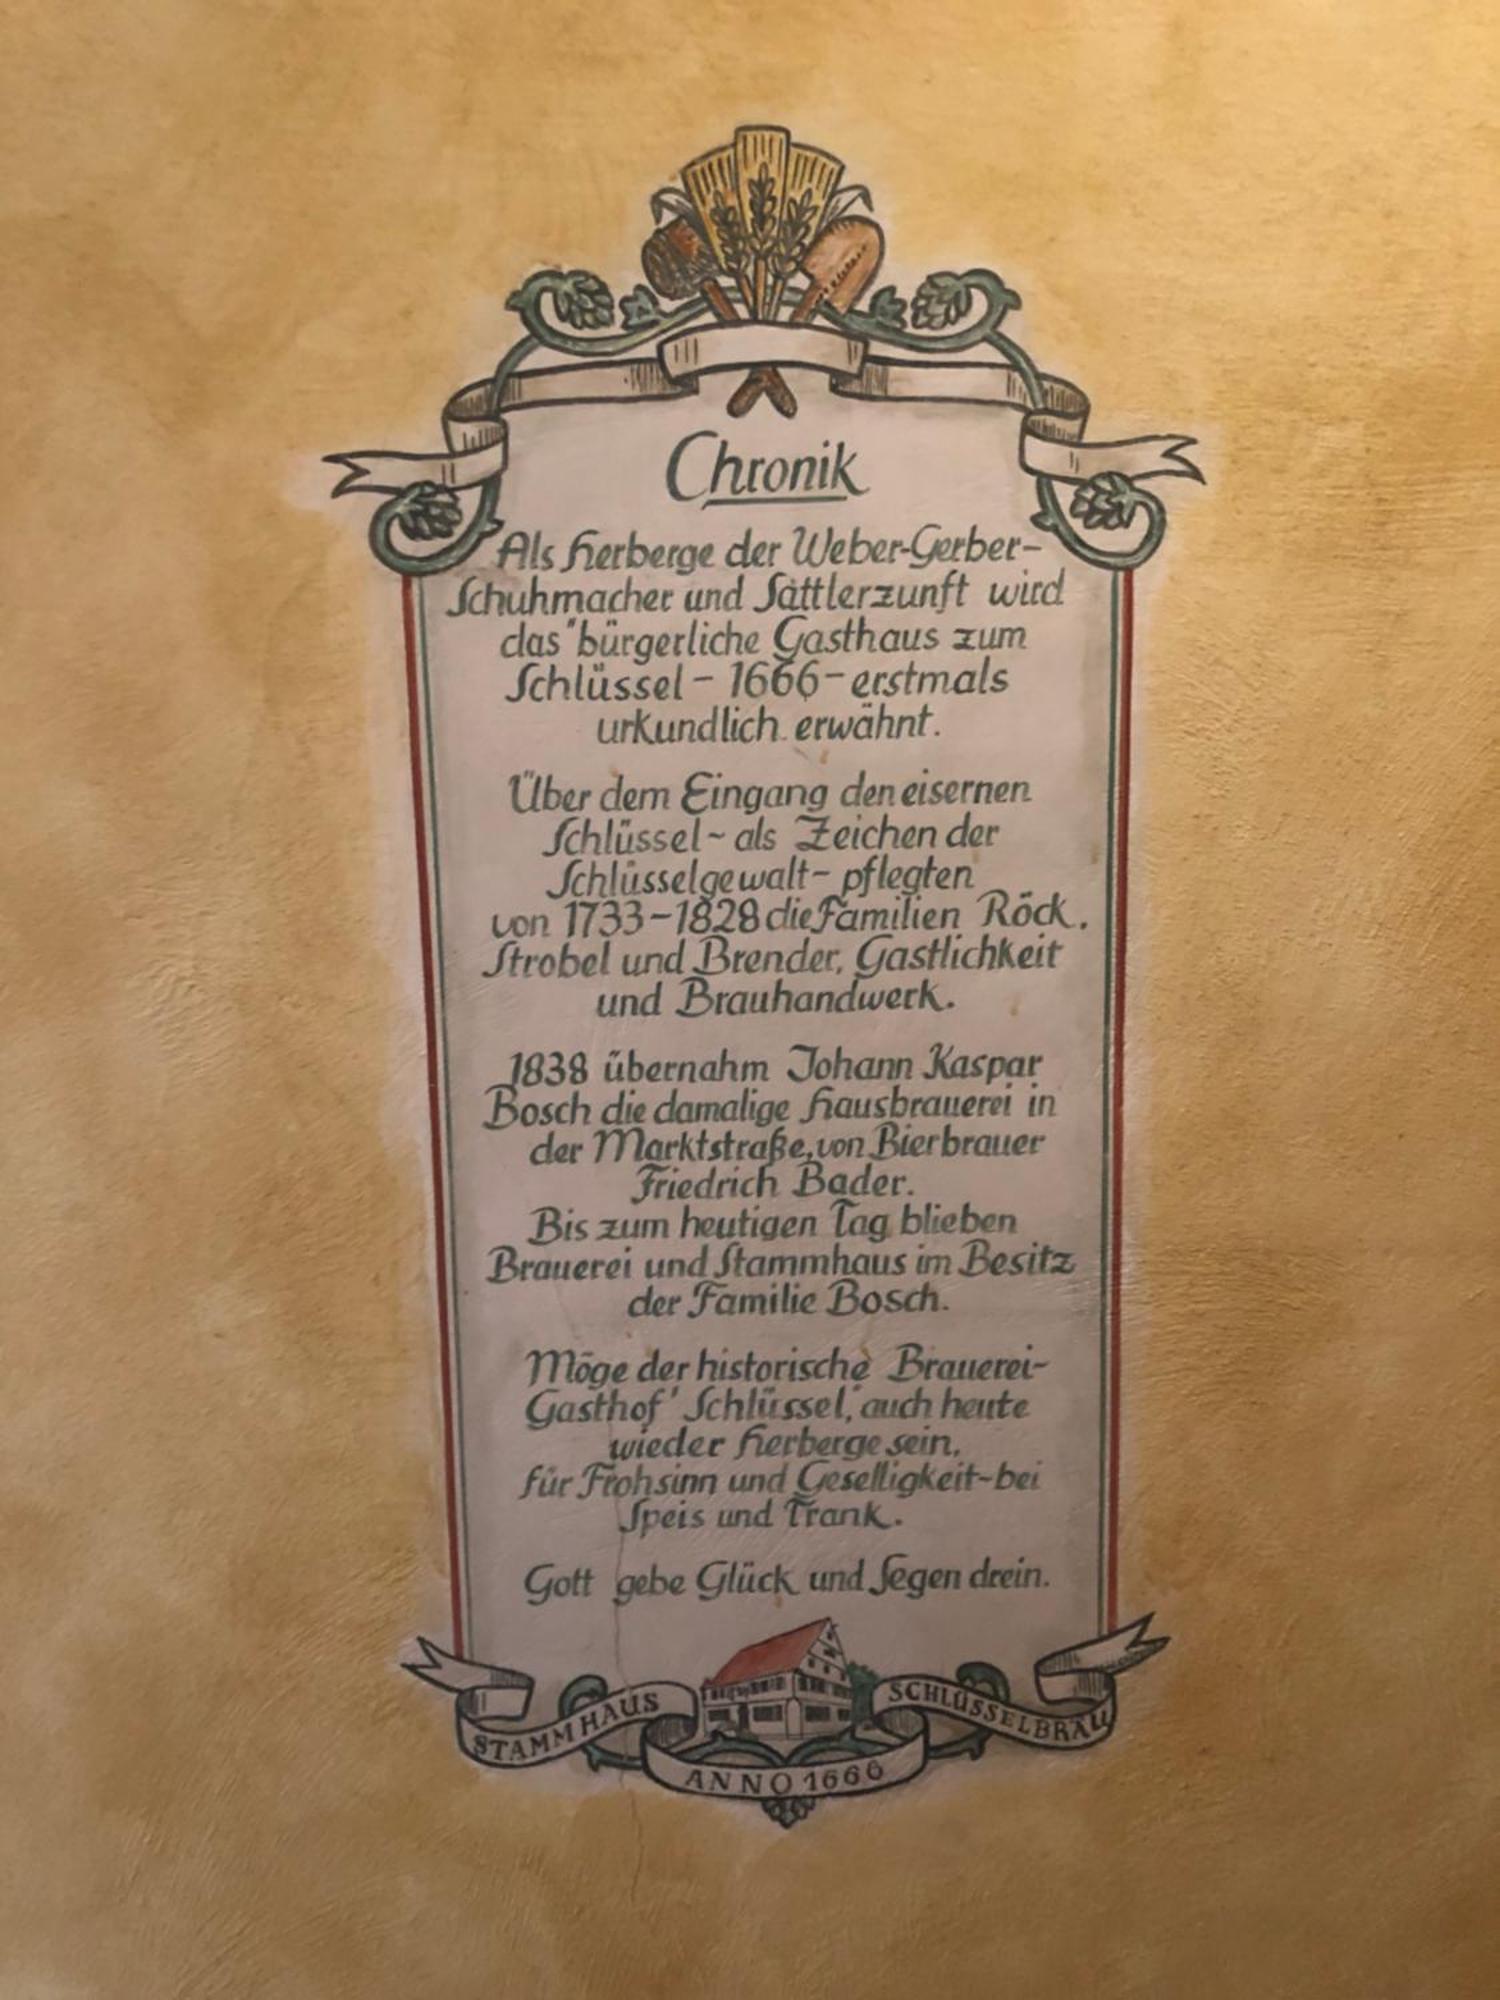 Chronik
Als Herberge der Weber-Gerber-
Schuhmacher und Sattlerzunft wird
das "bürgerliche Gasthaus zum
Schlüssel - 1666 - erstmals
urkundlich erwähnt.
Über dem Eingang den eisernen
Schlüssel - als Zeichen der
Schlüsselgewalt - pflegten
von 1733-1828 die Familien Röck.
Strobel und Brender, Gastlichkeit
und Brauhandwerk.
1838 übernahm Johann Kaspar
Bosch die damalige Hausbrauerei in
der Marktstraße, von Bierbrauer
Friedrich Bader.
Bis zum heutigen Tag blieben
Brauerei und Stammhaus im Besitz
der Familie Bosch.
Möge der historische Brauerei-
Gasthof "Schlüssel," auch heute
wieder Herberge sein,
für Frohsinn und Geselligkeit - bei
Speis und Trank.
Gott gebe Glück und Segen drein.
STAMMHAUS SCHLÜSSELBRÄU
ANNO 1666